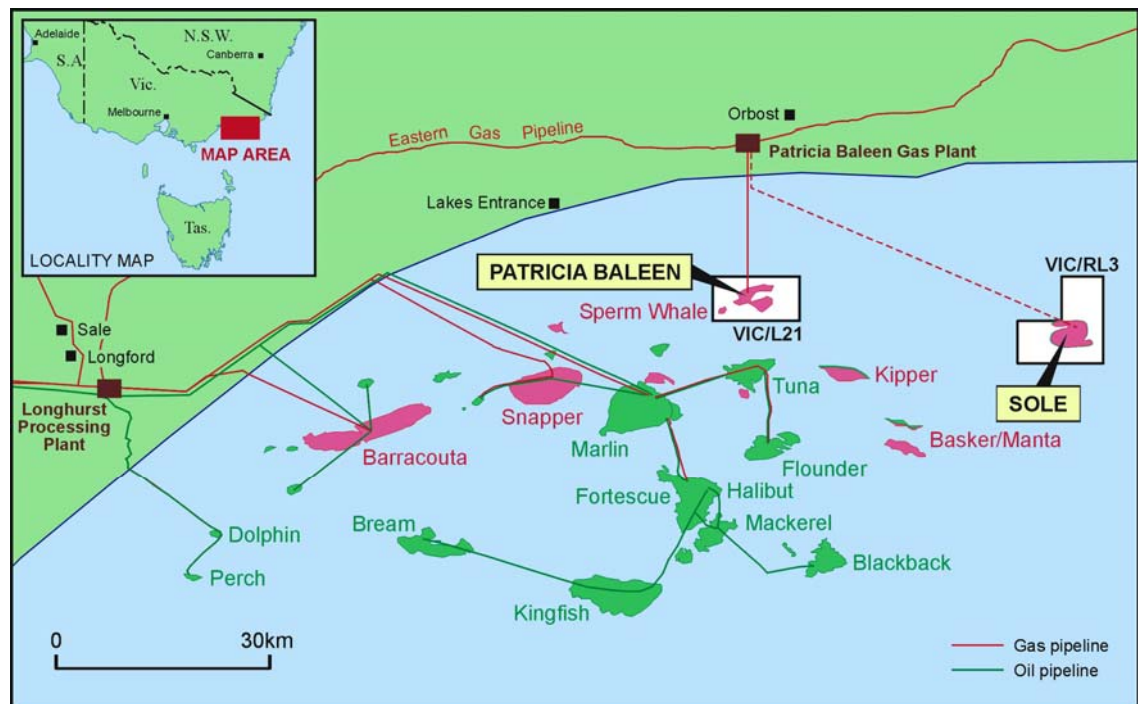 Adelaide
N.S.W.
S.A
Canberra
Vic.
Melbourne
MAP AREA
Tas.
LOCALITY MAP
Eastern Gas Pipeline
Orbost
Patricia Baleen Gas Plant
Lakes Entrance
PATRICIA BALEEN
VIC/RL3
Sperm Whale
VIC/L21
Sale
Longford
Longhurst
Processing
Plant
Snapper
Tuna
Kipper
SOLE
Barracouta
Marlin
Basker/Manta
Flounder
Fortescue
Halibut
Dolphin
Bream
Mackerel
Blackback
Perch
Kingfish
0 30km
Gas pipeline
Oil pipeline